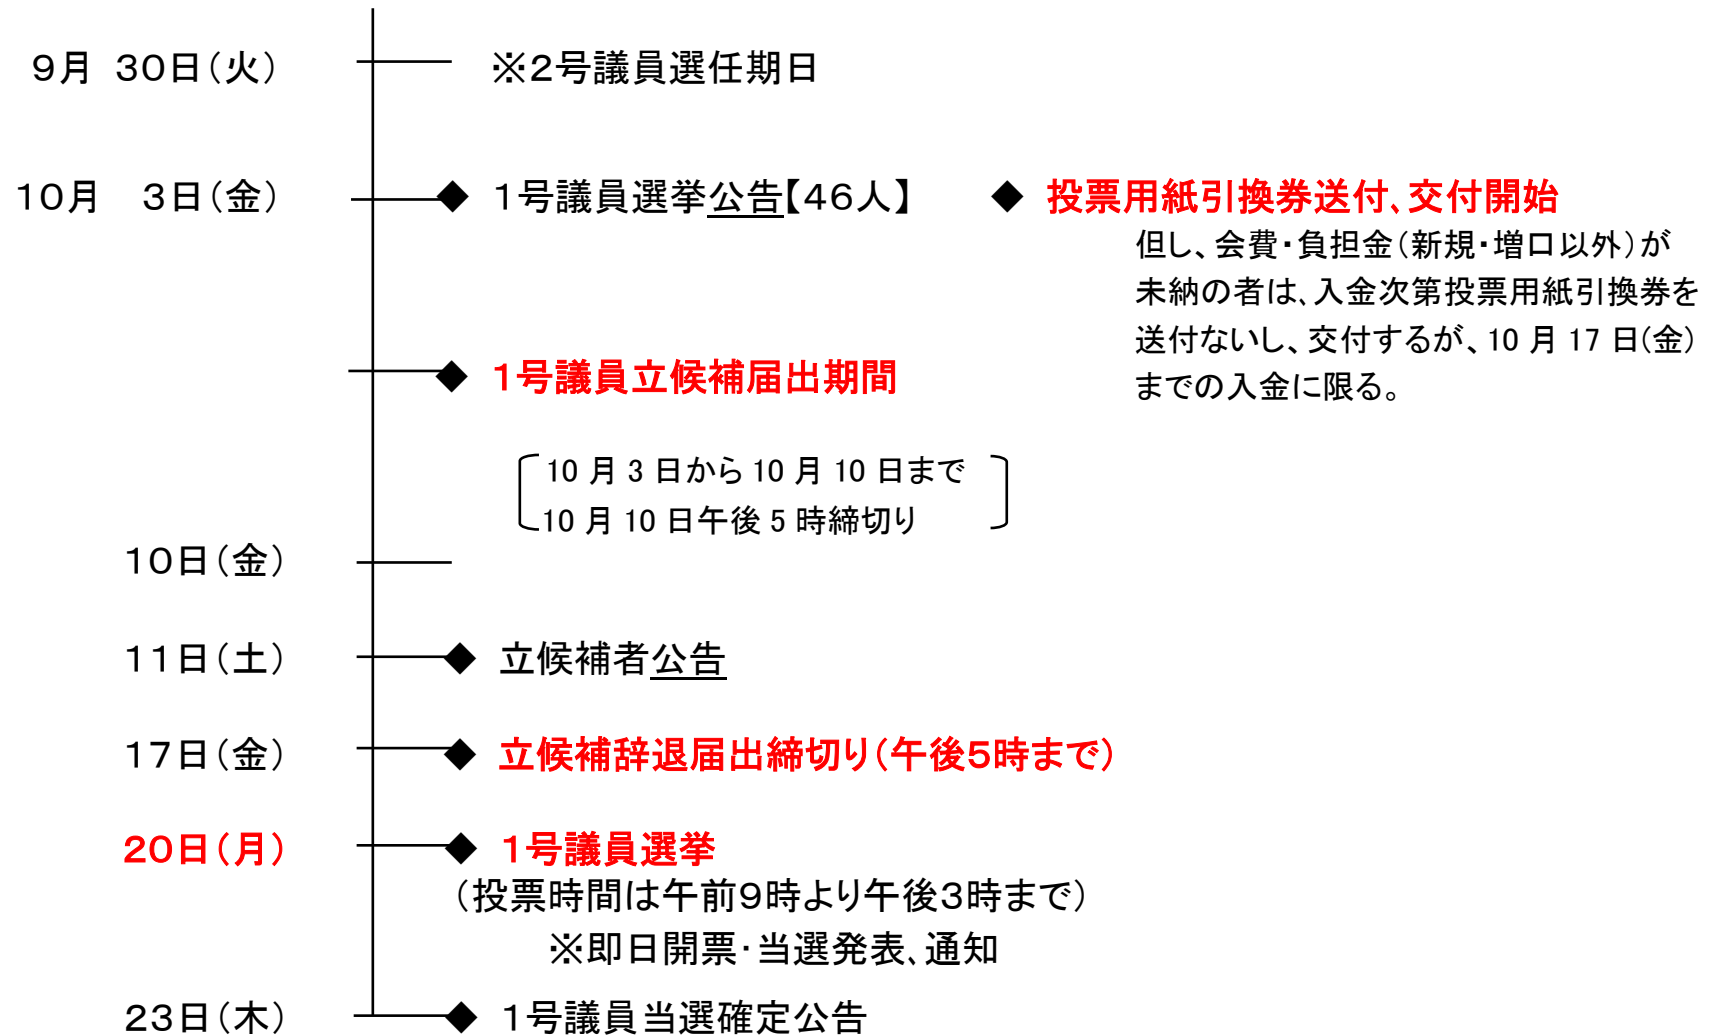 ９月 ３０日（火） ※２号議員選任期日
１０月 ３日（金） ◆ １号議員選挙公告【４６人】 ◆ 投票用紙引換券送付、交付開始
但し、会費・負担金（新規・増口以外）が
未納の者は、入金次第投票用紙引換券を
送付ないし、交付するが、10 月 17 日(金)
までの入金に限る。
◆ １号議員立候補届出期間
10 月 3 日から 10 月 10 日まで
10 月 10 日午後 5 時締切り
１０日（金）
１１日（土） ◆ 立候補者公告
１７日（金） ◆ 立候補辞退届出締切り（午後５時まで）
２０日（月） ◆ １号議員選挙
（投票時間は午前９時より午後３時まで）
※即日開票・当選発表、通知
２３日（木） ◆ １号議員当選確定公告